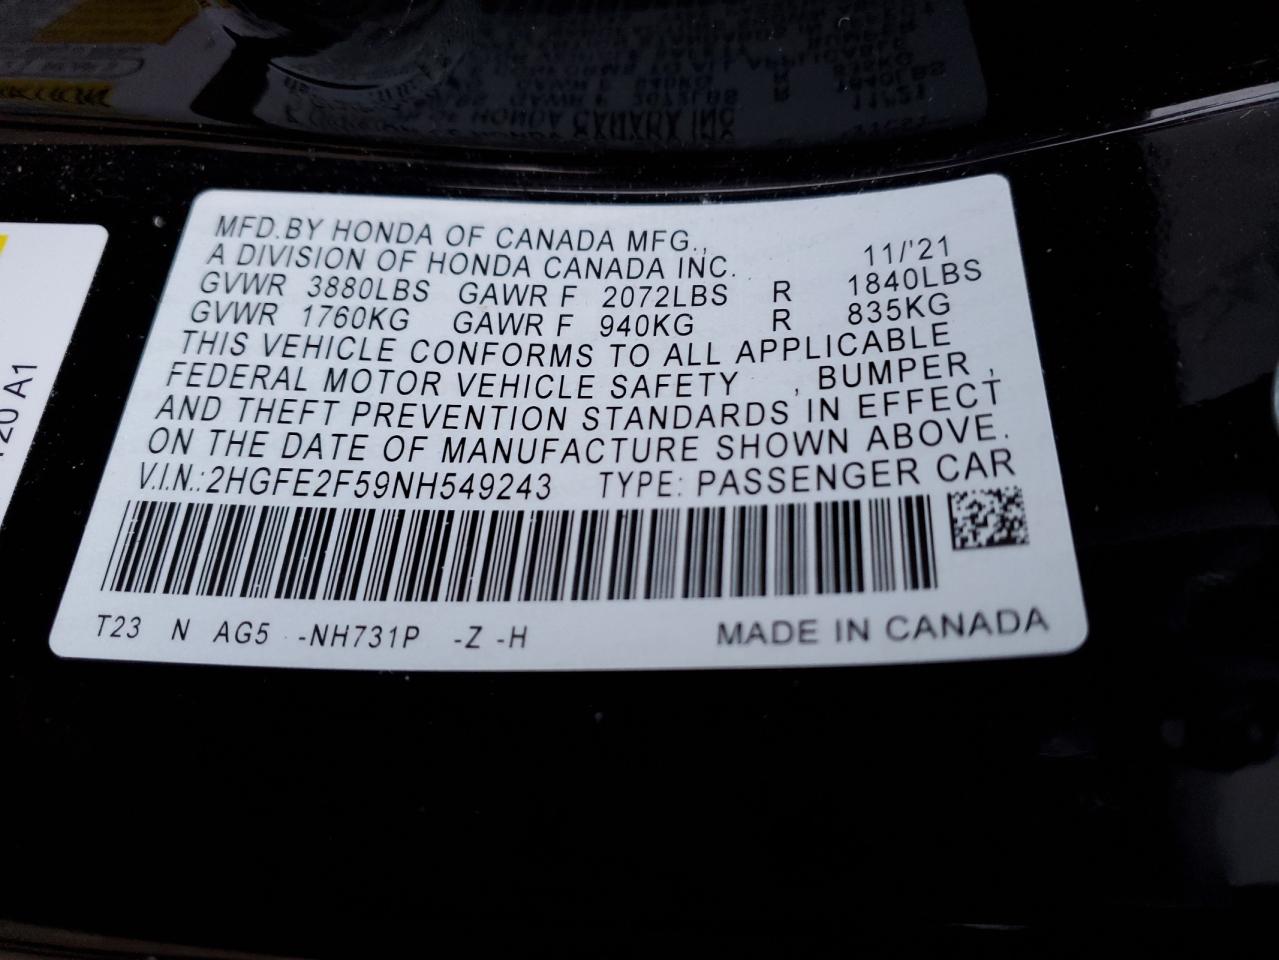 MFD.BY HONDA OF CANADA MFG.,
A DIVISION OF HONDA CANADA INC. 11/'21
GVWR 3880LBS GAWR F 2072LBS R 1840LBS
GVWR 1760KG GAWR F 940KG R 835KG
THIS VEHICLE CONFORMS TO ALL APPLICABLE
FEDERAL MOTOR VEHICLE SAFETY , BUMPER ,
AND THEFT PREVENTION STANDARDS IN EFFECT
ON THE DATE OF MANUFACTURE SHOWN ABOVE.
V.I.N.:2HGFE2F59NH549243 TYPE: PASSENGER CAR
T23 N AG5 -NH731P -Z -H MADE IN CANADA
A1